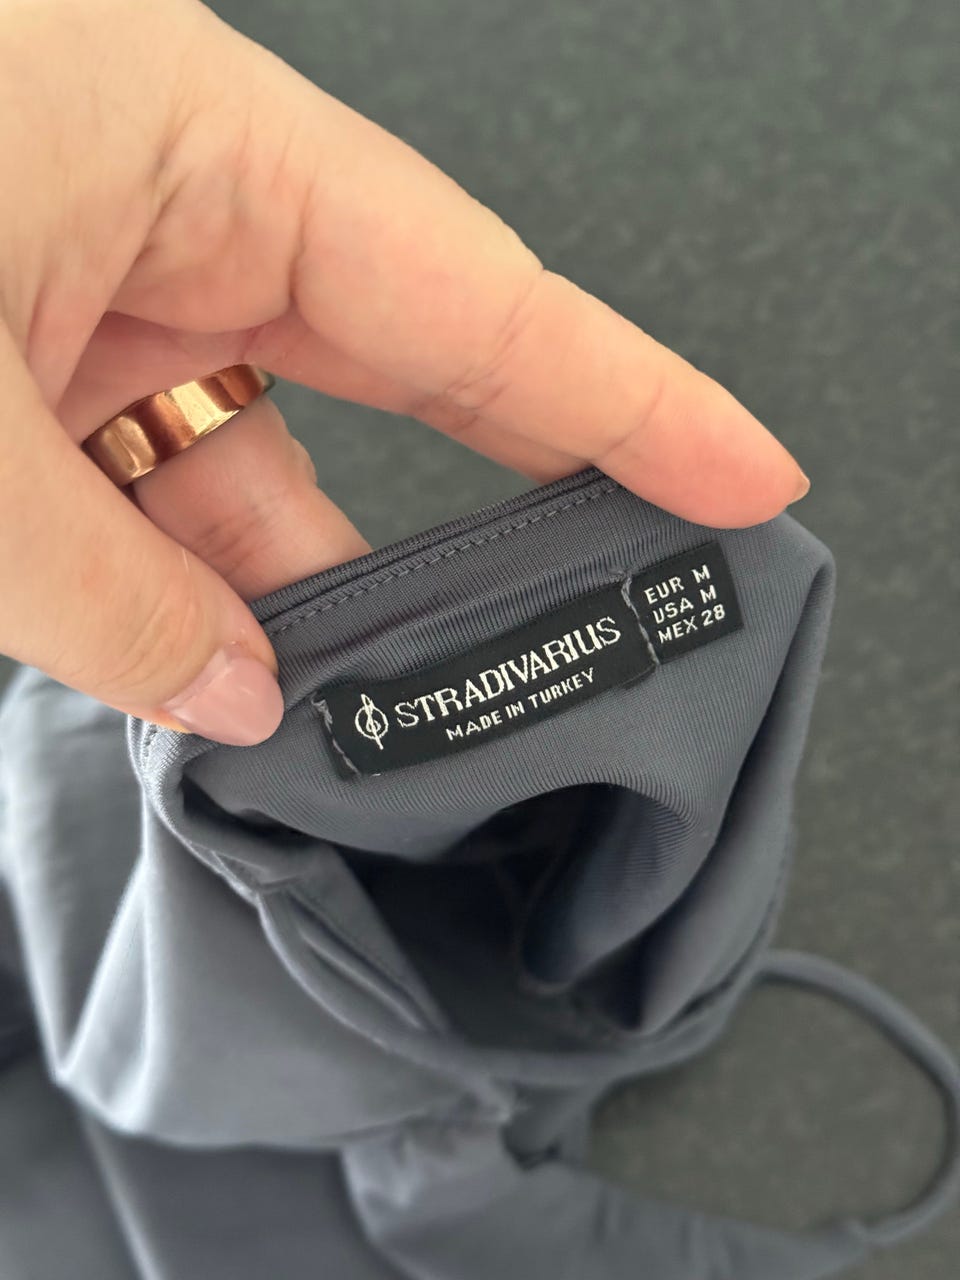 STRADIVARIUS
MADE IN TURKEY
EUR M
USA M
MEX 28